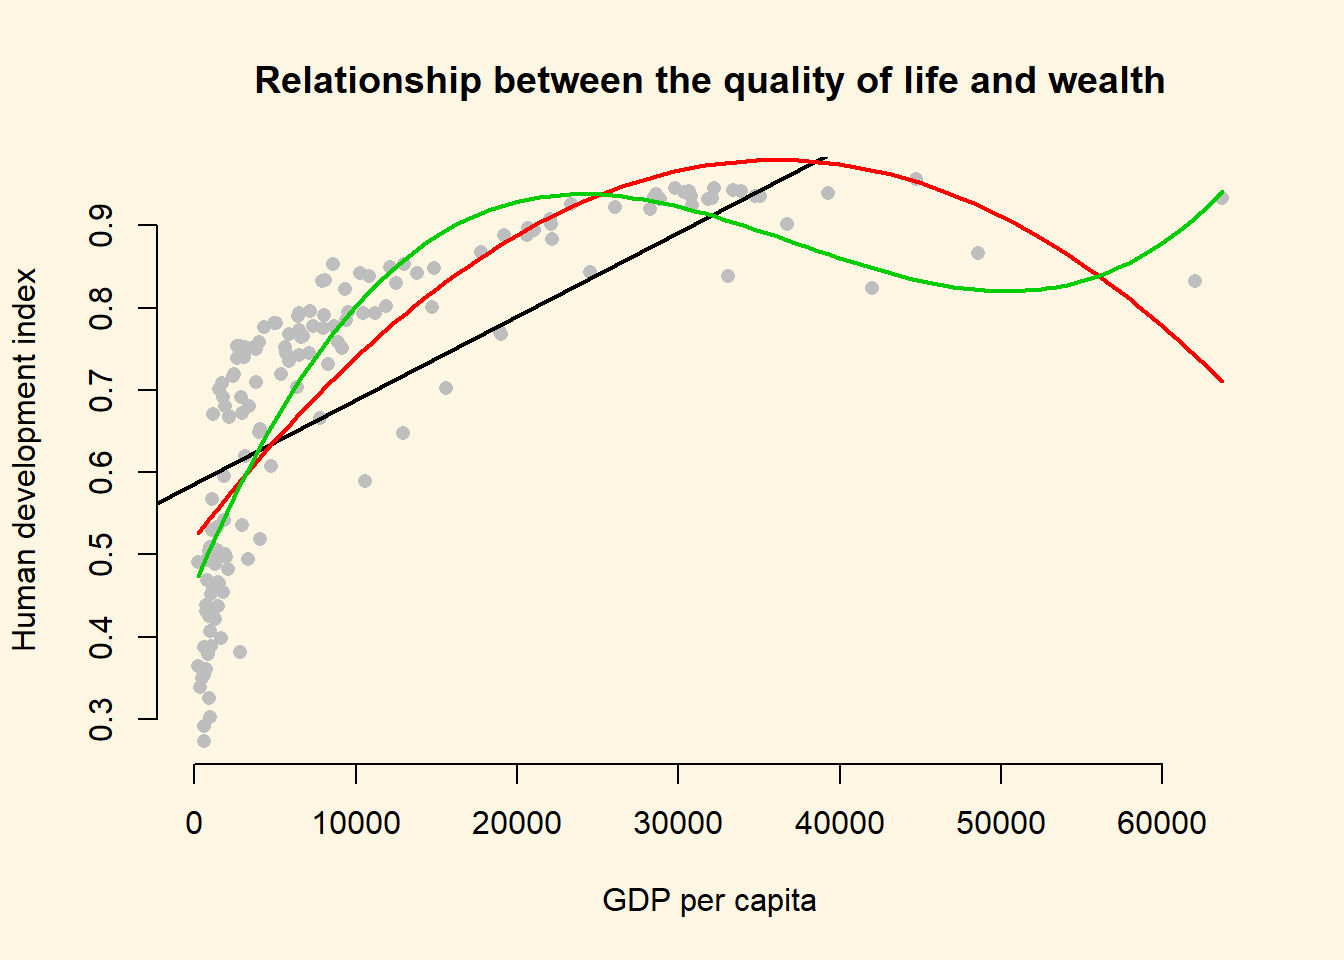 Relationship between the quality of life and wealth
Human development index
0.9
0.8
0.7
0.6
0.5
0.4
0.3
0 10000 20000 30000 40000 50000 60000
GDP per capita